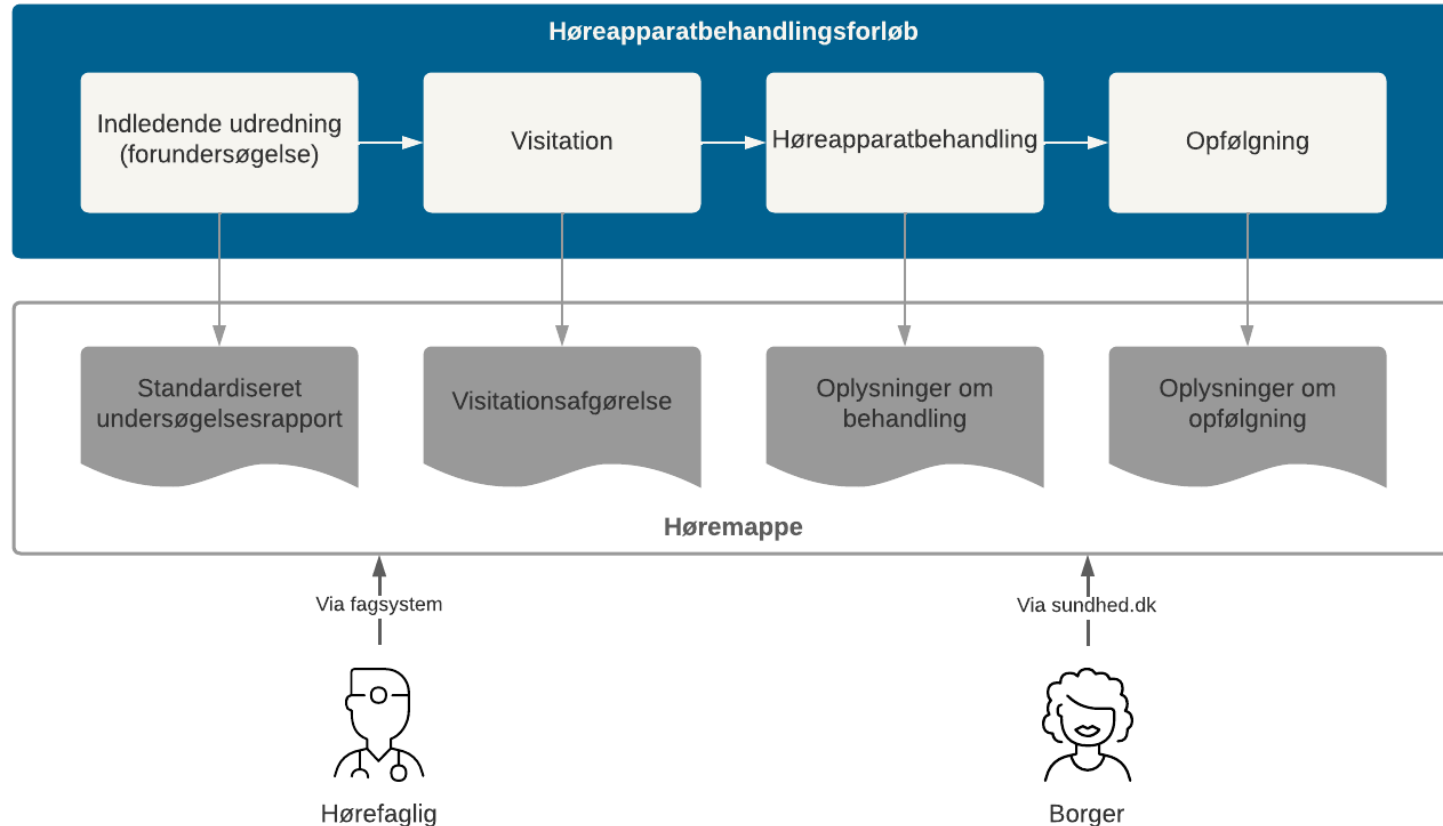 Høreapparatbehandlingsforløb
Indledende udredning
(forundersøgelse)
Visitation
Høreapparatbehandling
Opfølgning
Standardiseret
undersøgelsesrapport
Visitationsafgørelse
Oplysninger om
behandling
Oplysninger om
opfølgning
Høremappe
Via fagsystem
Via sundhed.dk
Hørefaglig
Borger